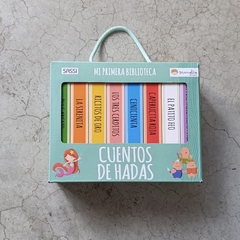 SASSI
MI PRIMERA BIBLIOTECA
LA SIRENITA
RICITOS DE ORO
LOS TRES CERDITOS
CENICIENTA
CAPERUCITA ROJA
EL PATITO FEO
CUENTOS
DE HADAS